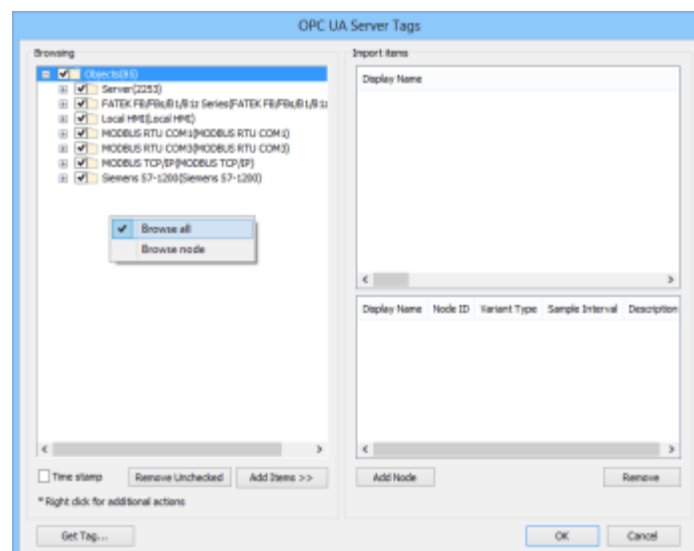 OPC UA Server Tags
Browsing
Objects(85)
Server(2253)
FATEK FB/FBs/B1/B1z Series(FATEK FB/FBs/B1/B1z
Local HMI(Local HMI)
MODBUS RTU COM1(MODBUS RTU COM1)
MODBUS RTU COM3(MODBUS RTU COM3)
MODBUS TCP/IP(MODBUS TCP/IP)
Siemens S7-1200(Siemens S7-1200)
Browse all
Browse node
Time stamp
Remove Unchecked
Add Items >>
*Right click for additional actions
Get Tag...
Import items
Display Name
Display Name Node ID Variant Type Sample Interval Description
Add Node
Remove
OK
Cancel